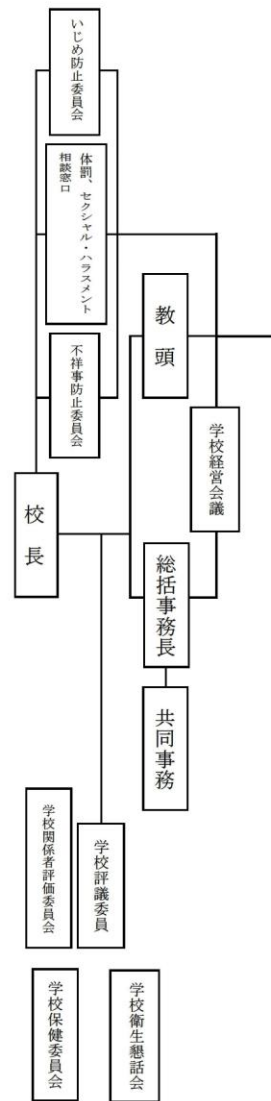 いじめ防止委員会
体罰、セクシャル・ハラスメント
相談窓口
不祥事防止委員会
校長
教頭
学校経営会議
総括事務長
共同事務
学校関係者評価委員会
学校評議委員
学校保健委員会
学校衛生懇話会